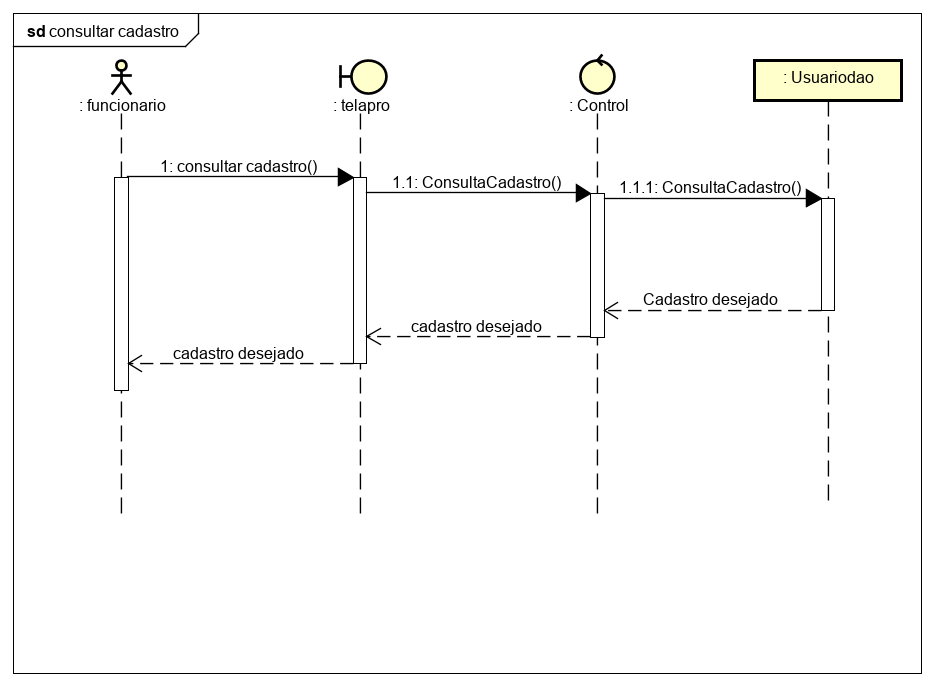 sd consultar cadastro
: funcionario
: telapro
: Control
: Usuariodao
1: consultar cadastro()
1.1: ConsultaCadastro()
1.1.1: ConsultaCadastro()
Cadastro desejado
cadastro desejado
cadastro desejado